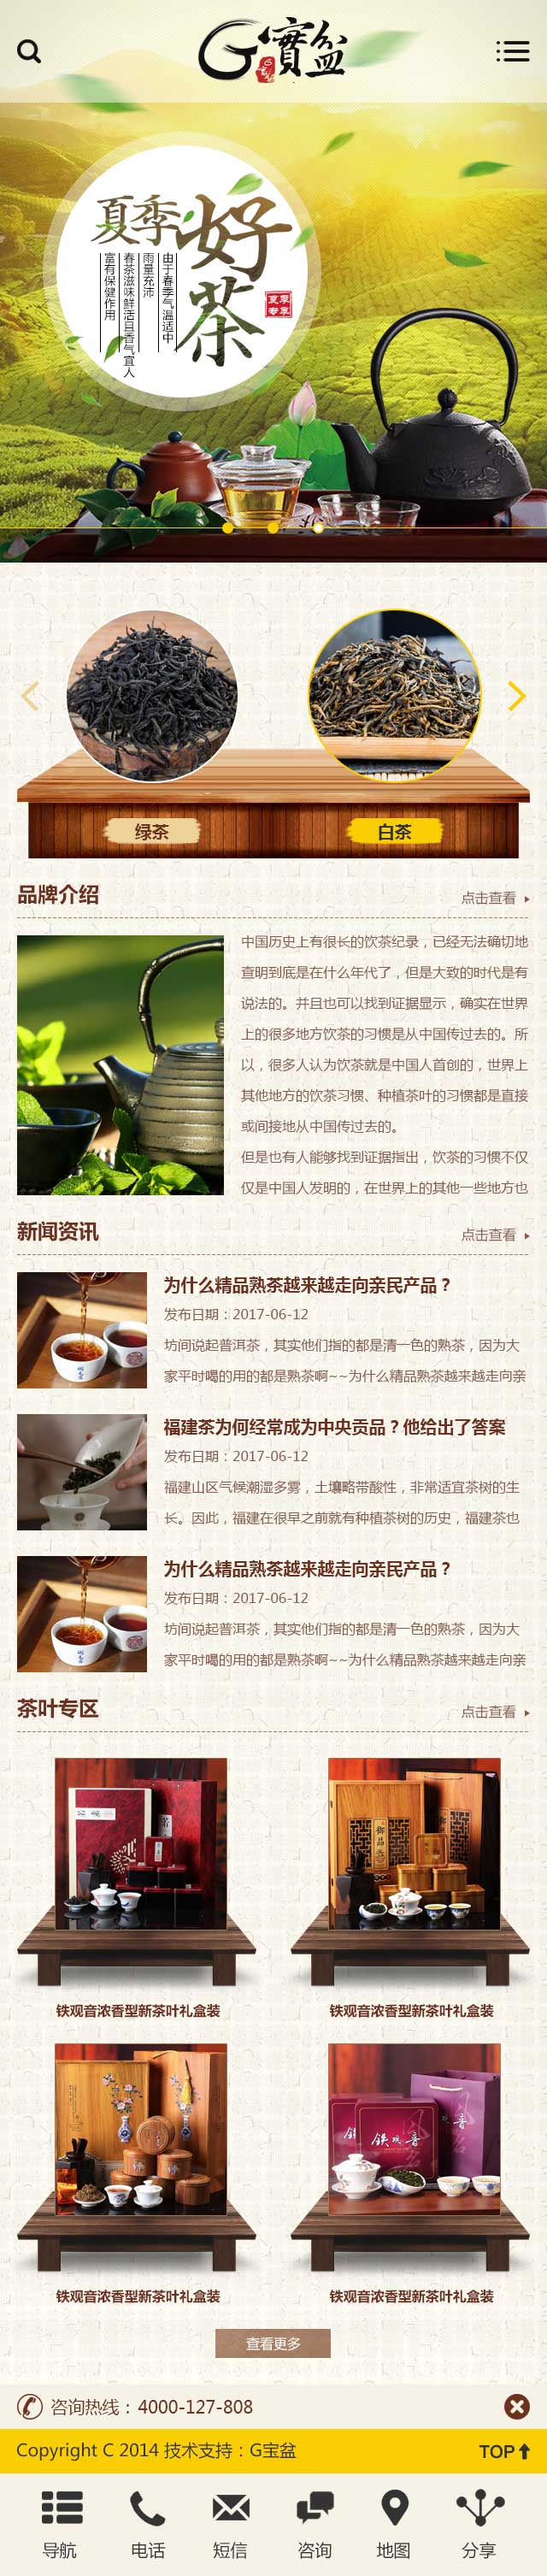 G寶盆
G宝盆
夏季好茶
由于春季气温适中
雨量充沛
春茶滋味鲜活且香气宜人
富有保健作用
夏季
专享
绿茶
白茶
品牌介绍
点击查看
中国历史上有很长的饮茶纪录，已经无法确切地
查明到底是在什么年代了，但是大致的时代是有
说法的。并且也可以找到证据显示，确实在世界
上的很多地方饮茶的习惯是从中国传过去的。所
以，很多人认为饮茶就是中国人首创的，世界上
其他地方的饮茶习惯、种植茶叶的习惯都是直接
或间接地从中国传过去的。
但是也有人能够找到证据指出，饮茶的习惯不仅
仅是中国人发明的，在世界上的其他一些地方也
新闻资讯
点击查看
为什么精品熟茶越来越走向亲民产品？
发布日期：2017-06-12
坊间说起普洱茶，其实他们指的都是清一色的熟茶，因为大
家平时喝的用的都是熟茶啊~~为什么精品熟茶越来越走向亲
福建茶为何经常成为中央贡品？他给出了答案
发布日期：2017-06-12
福建山区气候潮湿多雾，土壤略带酸性，非常适宜茶树的生
长。因此，福建在很早之前就有种植茶树的历史，福建茶也
为什么精品熟茶越来越走向亲民产品？
发布日期：2017-06-12
坊间说起普洱茶，其实他们指的都是清一色的熟茶，因为大
家平时喝的用的都是熟茶啊~~为什么精品熟茶越来越走向亲
茶叶专区
点击查看
御品
铁观音浓香型新茶叶礼盒装
铁观音浓香型新茶叶礼盒装
铁观音
铁观音浓香型新茶叶礼盒装
铁观音浓香型新茶叶礼盒装
查看更多
咨询热线：4000-127-808
Copyright C 2014 技术支持：G宝盆
TOP
导航
电话
短信
咨询
地图
分享